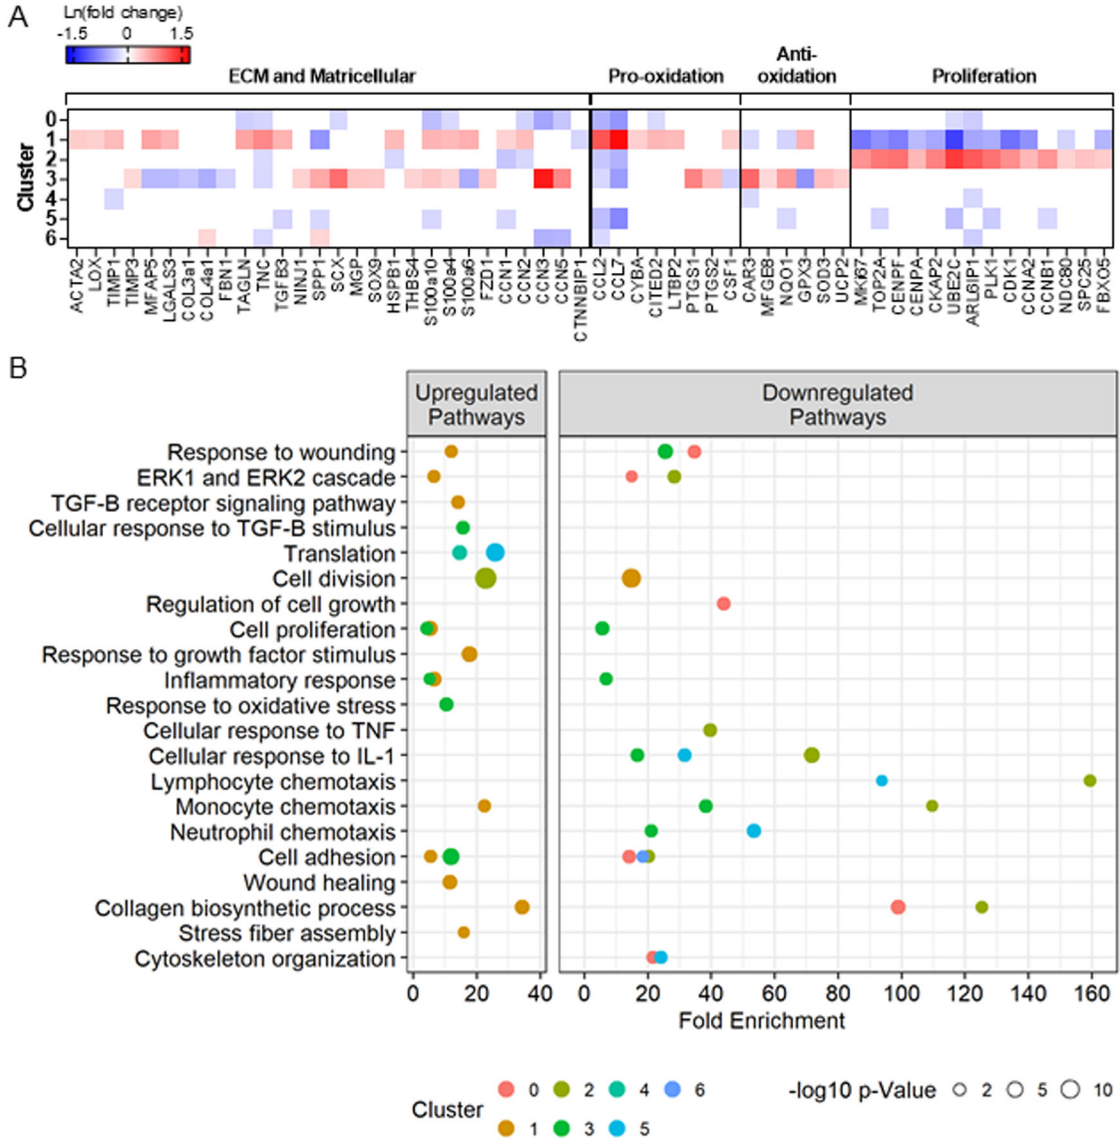 A
Ln(fold change)
-1.5 0 1.5
ECM and Matricellular
Pro-oxidation
Anti-
oxidation
Proliferation
Cluster
0
1
2
3
4
5
6
ACTA2
LOX
TIMP1
TIMP3
MFAP5
LGALS3
COL3a1
COL4a1
FBN1
TAGLN
TNC
TGFB3
NINJ1
SPP1
SCX
MGP
SOX9
HSPB1
THBS4
S100a10
S100a4
S100a6
FZD1
CCN1
CCN2
CCN3
CCN5
CTNNBIP1
CCL2
CCL7
CYBA
CITED2
LTBP2
PTGS1
PTGS2
CSF1
CAR3
MFGE8
NQO1
GPX3
SOD3
UCP2
MK67
TOP2A
CENPF
CENPA
CKAP2
UBE2C
ARL6IP1
PLK1
CDK1
CCNA2
CCNB1
NDC80
SPC25
FBXO5
B
Upregulated
Pathways
Downregulated
Pathways
Response to wounding
ERK1 and ERK2 cascade
TGF-B receptor signaling pathway
Cellular response to TGF-B stimulus
Translation
Cell division
Regulation of cell growth
Cell proliferation
Response to growth factor stimulus
Inflammatory response
Response to oxidative stress
Cellular response to TNF
Cellular response to IL-1
Lymphocyte chemotaxis
Monocyte chemotaxis
Neutrophil chemotaxis
Cell adhesion
Wound healing
Collagen biosynthetic process
Stress fiber assembly
Cytoskeleton organization
0 20 40 0 20 40 60 80 100 120 140 160
Fold Enrichment
Cluster
0 2 4 6
1 3 5
-log10 p-Value 2 5 10